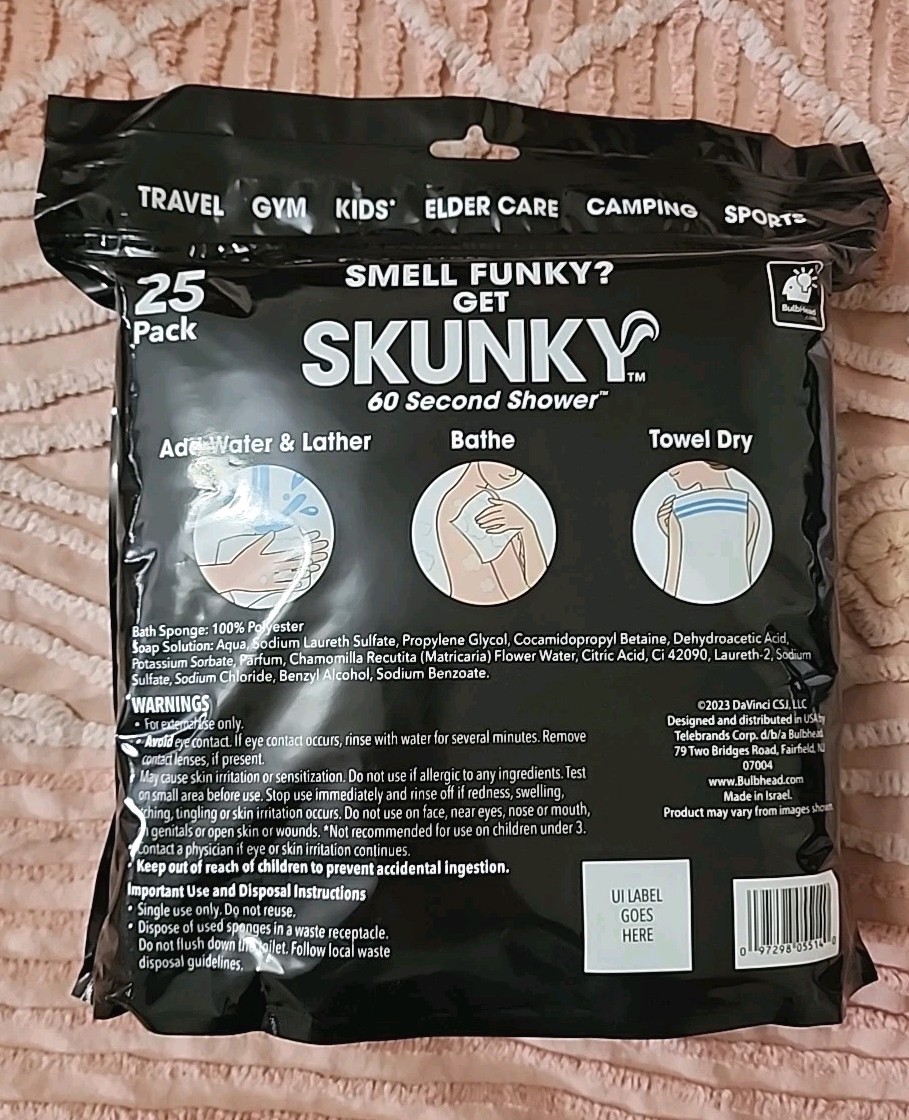 TRAVEL GYM KIDS* ELDER CARE CAMPING SPORTS
25
Pack
SMELL FUNKY?
GET
SKUNKY™
60 Second Shower™
BulbHead
.com
Add Water & Lather
Bathe
Towel Dry
Bath Sponge: 100% Polyester
Soap Solution: Aqua, Sodium Laureth Sulfate, Propylene Glycol, Cocamidopropyl Betaine, Dehydroacetic Acid,
Potassium Sorbate, Parfum, Chamomilla Recutita (Matricaria) Flower Water, Citric Acid, Ci 42090, Laureth-2, Sodium
Sulfate, Sodium Chloride, Benzyl Alcohol, Sodium Benzoate.
WARNINGS
• For external use only.
• Avoid eye contact. If eye contact occurs, rinse with water for several minutes. Remove
contact lenses, if present.
• May cause skin irritation or sensitization. Do not use if allergic to any ingredients. Test
on small area before use. Stop use immediately and rinse off if redness, swelling,
itching, tingling or skin irritation occurs. Do not use on face, near eyes, nose or mouth,
genitals or open skin or wounds. *Not recommended for use on children under 3.
• Contact a physician if eye or skin irritation continues.
• Keep out of reach of children to prevent accidental ingestion.
Important Use and Disposal Instructions
• Single use only. Do not reuse.
• Dispose of used sponges in a waste receptacle.
Do not flush down the toilet. Follow local waste
disposal guidelines.
©2023 DaVinci CSJ, LLC
Designed and distributed in USA by
Telebrands Corp. d/b/a Bulbhead
79 Two Bridges Road, Fairfield, NJ
07004
www.Bulbhead.com
Made in Israel.
Product may vary from images shown
UI LABEL
GOES
HERE
0 97298 05514 0